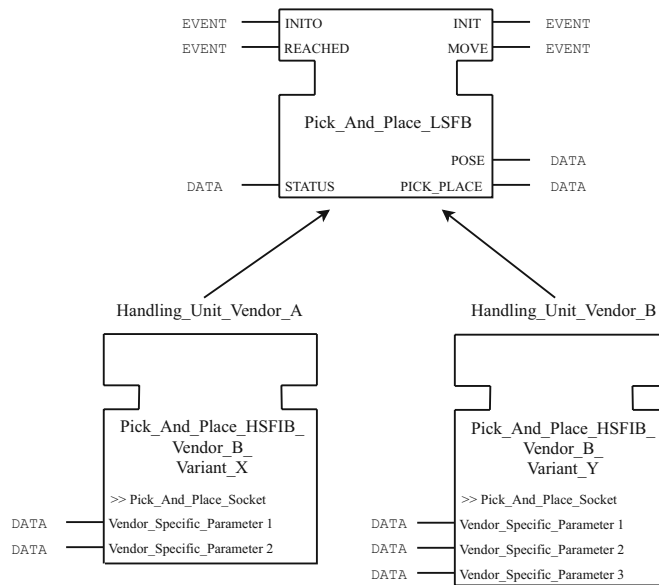 EVENT INITO INIT EVENT
EVENT REACHED MOVE EVENT
Pick_And_Place_LSFB
POSE DATA
DATA STATUS PICK_PLACE DATA
Handling_Unit_Vendor_A
Pick_And_Place_HSFIB_
Vendor_B_
Variant_X
>> Pick_And_Place_Socket
DATA Vendor_Specific_Parameter 1
DATA Vendor_Specific_Parameter 2
Handling_Unit_Vendor_B
Pick_And_Place_HSFIB_
Vendor_B_
Variant_Y
>> Pick_And_Place_Socket
DATA Vendor_Specific_Parameter 1
DATA Vendor_Specific_Parameter 2
DATA Vendor_Specific_Parameter 3